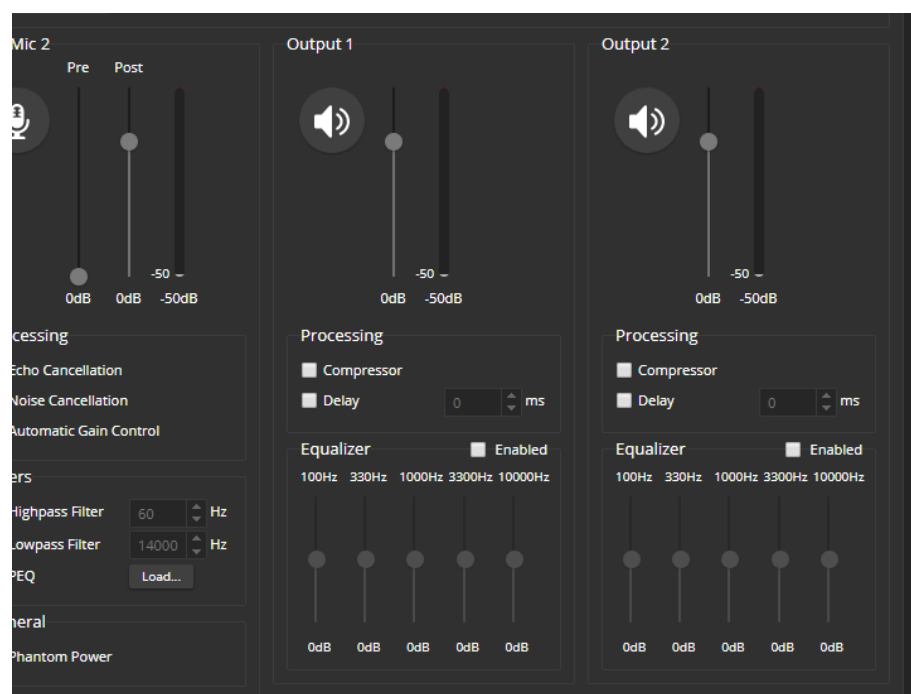 Mic 2
Pre Post
-50
0dB 0dB -50dB
cessing
Echo Cancellation
Noise Cancellation
Automatic Gain Control
ers
Highpass Filter 60 Hz
Lowpass Filter 14000 Hz
PEQ Load...
neral
Phantom Power
Output 1
-50
0dB -50dB
Processing
Compressor
Delay 0 ms
Equalizer Enabled
100Hz 330Hz 1000Hz 3300Hz 10000Hz
0dB 0dB 0dB 0dB 0dB
Output 2
-50
0dB -50dB
Processing
Compressor
Delay 0 ms
Equalizer Enabled
100Hz 330Hz 1000Hz 3300Hz 10000Hz
0dB 0dB 0dB 0dB 0dB